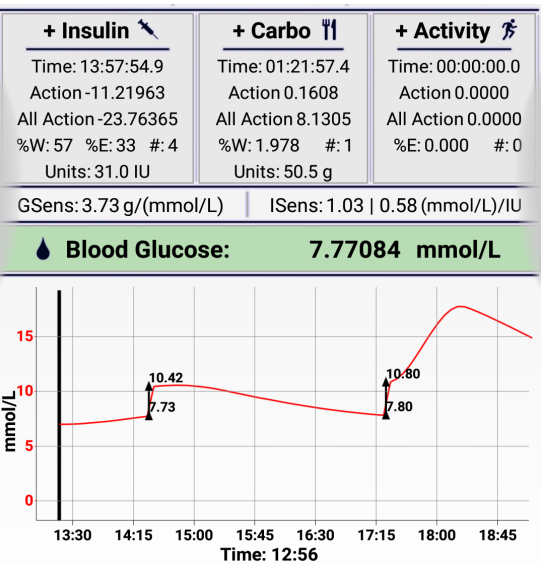 + Insulin + Carbo + Activity
Time: 13:57:54.9 Time: 01:21:57.4 Time: 00:00:00.0
Action -11.21963 Action 0.1608 Action 0.0000
All Action -23.76365 All Action 8.1305 All Action 0.0000
%W: 57 %E: 33 #: 4 %W: 1.978 #: 1 %E: 0.000 #: 0
Units: 31.0 IU Units: 50.5 g
GSens: 3.73 g/(mmol/L) | ISens: 1.03 | 0.58 (mmol/L)/IU
Blood Glucose: 7.77084 mmol/L
15
10.42 10.80
10
7.73 7.80
5
0
mmol/L
13:30 14:15 15:00 15:45 16:30 17:15 18:00 18:45
Time: 12:56